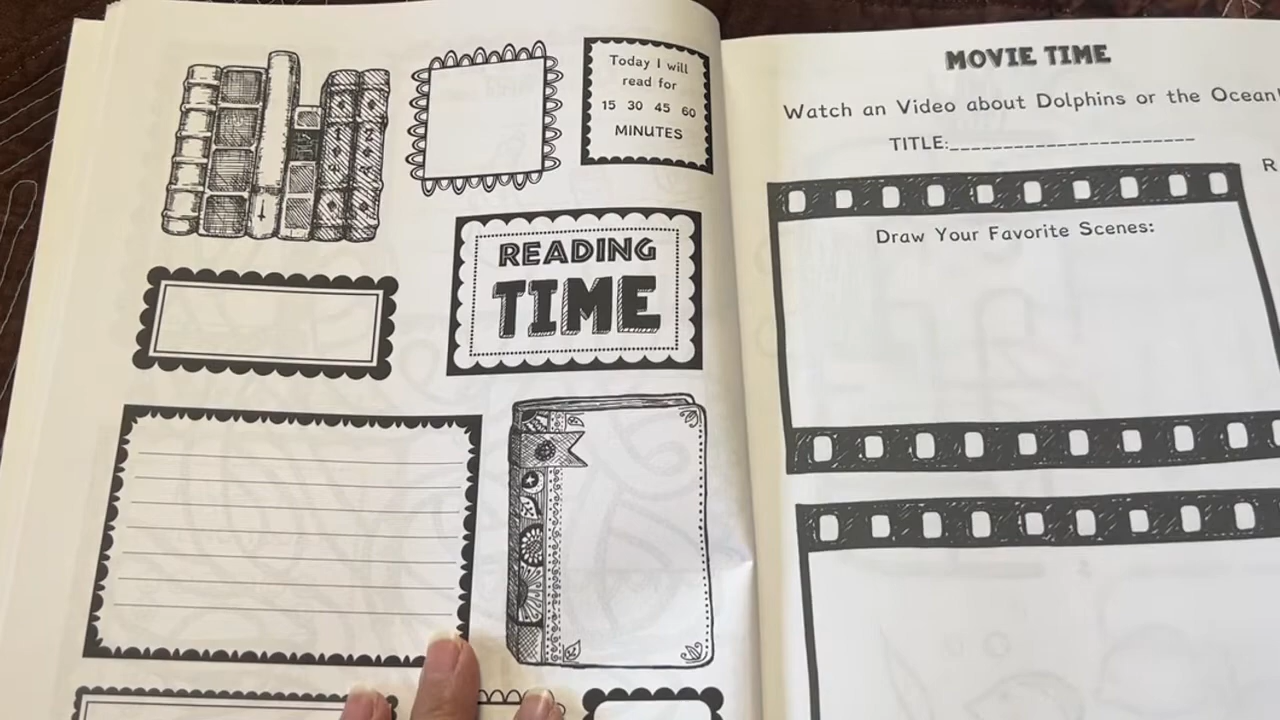 Today I will
read for
15 30 45 60
MINUTES
READING
TIME
MOVIE TIME
Watch an Video about Dolphins or the Ocean!
TITLE:_______________________
R
Draw Your Favorite Scenes: